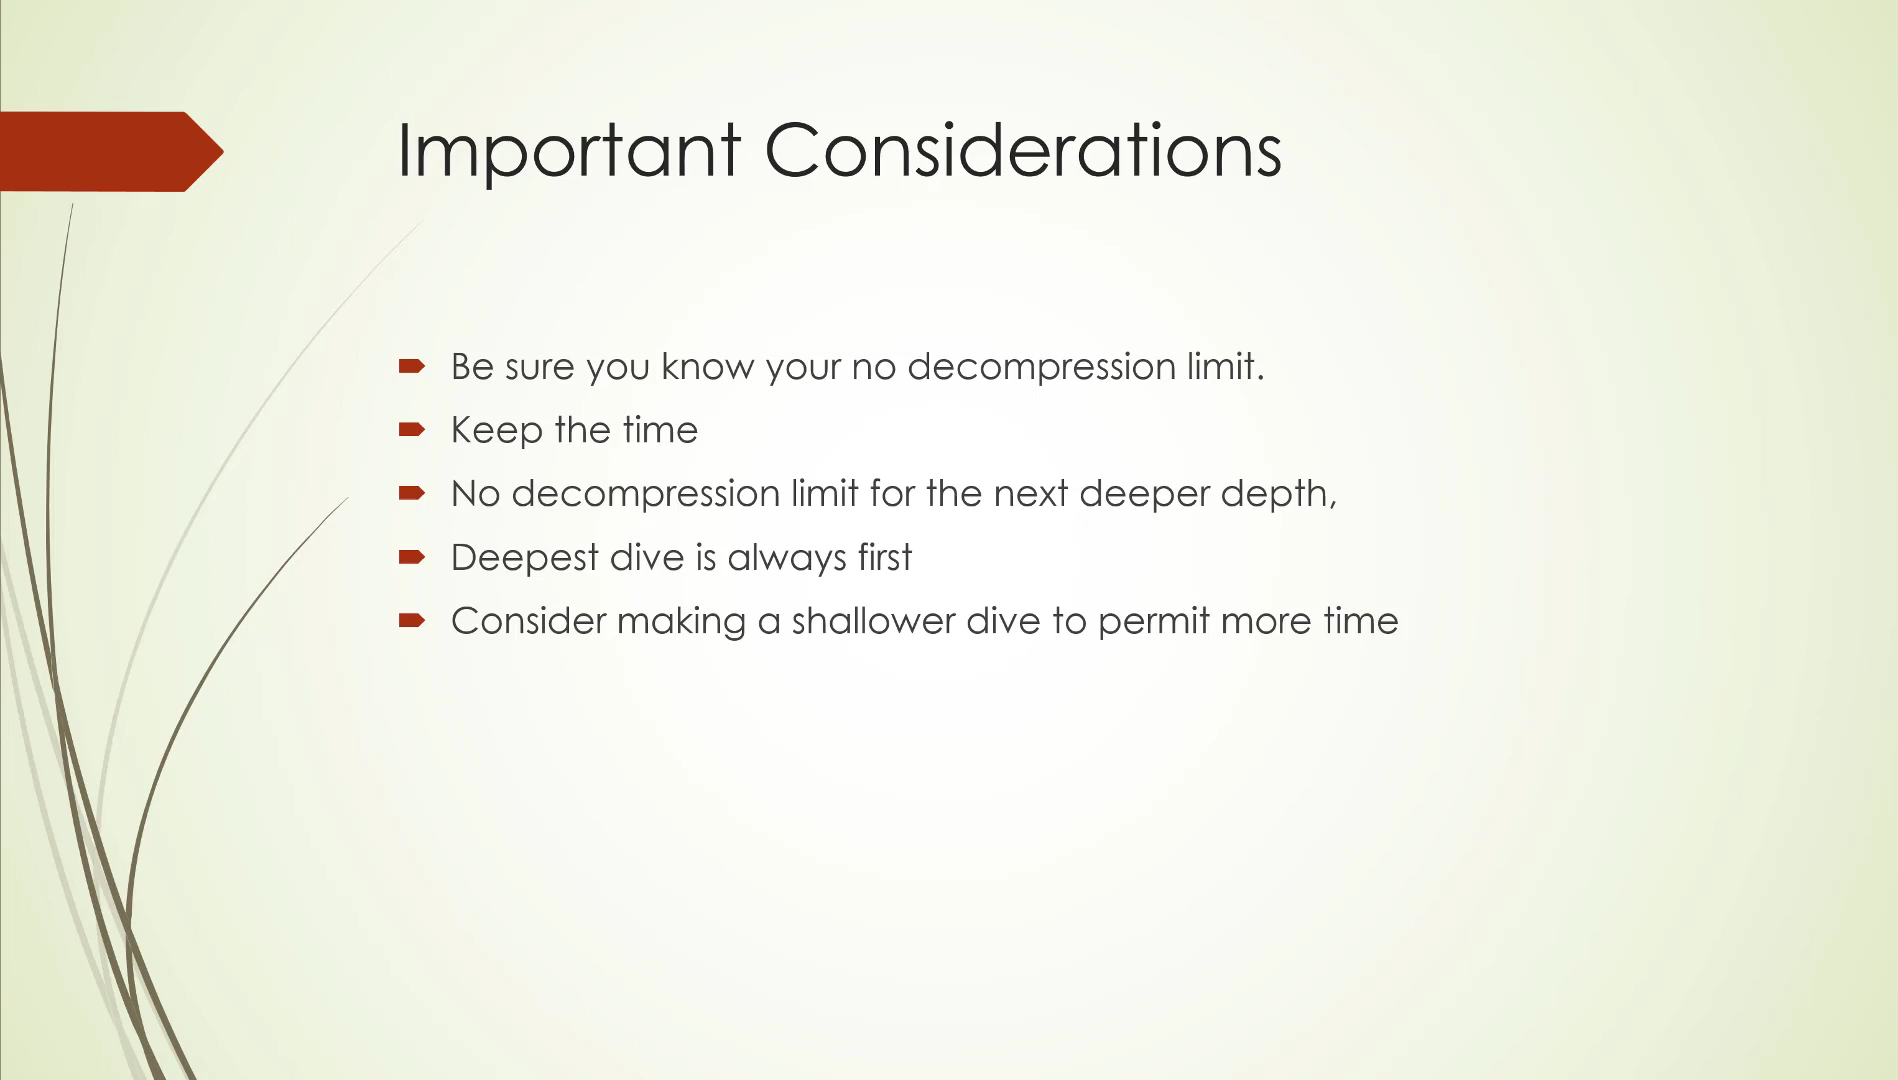 Important Considerations
Be sure you know your no decompression limit.
Keep the time
No decompression limit for the next deeper depth,
Deepest dive is always first
Consider making a shallower dive to permit more time